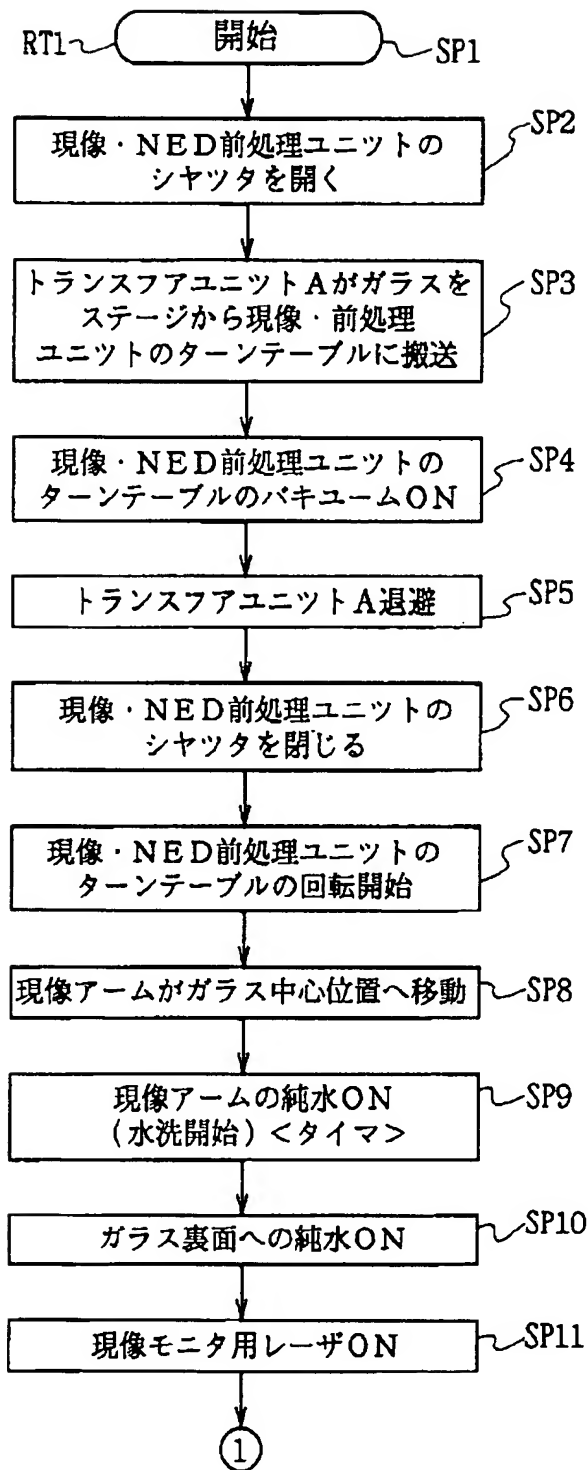 RT1
開始
SP1
現像・NED前処理ユニットの
シヤツタを開く
SP2
トランスフアユニットAがガラスを
ステージから現像・前処理
ユニットのターンテーブルに搬送
SP3
現像・NED前処理ユニットの
ターンテーブルのバキユームON
SP4
トランスフアユニットA退避
SP5
現像・NED前処理ユニットの
シヤツタを閉じる
SP6
現像・NED前処理ユニットの
ターンテーブルの回転開始
SP7
現像アームがガラス中心位置へ移動
SP8
現像アームの純水ON
(水洗開始)<タイマ>
SP9
ガラス裏面への純水ON
SP10
現像モニタ用レーザON
SP11
1